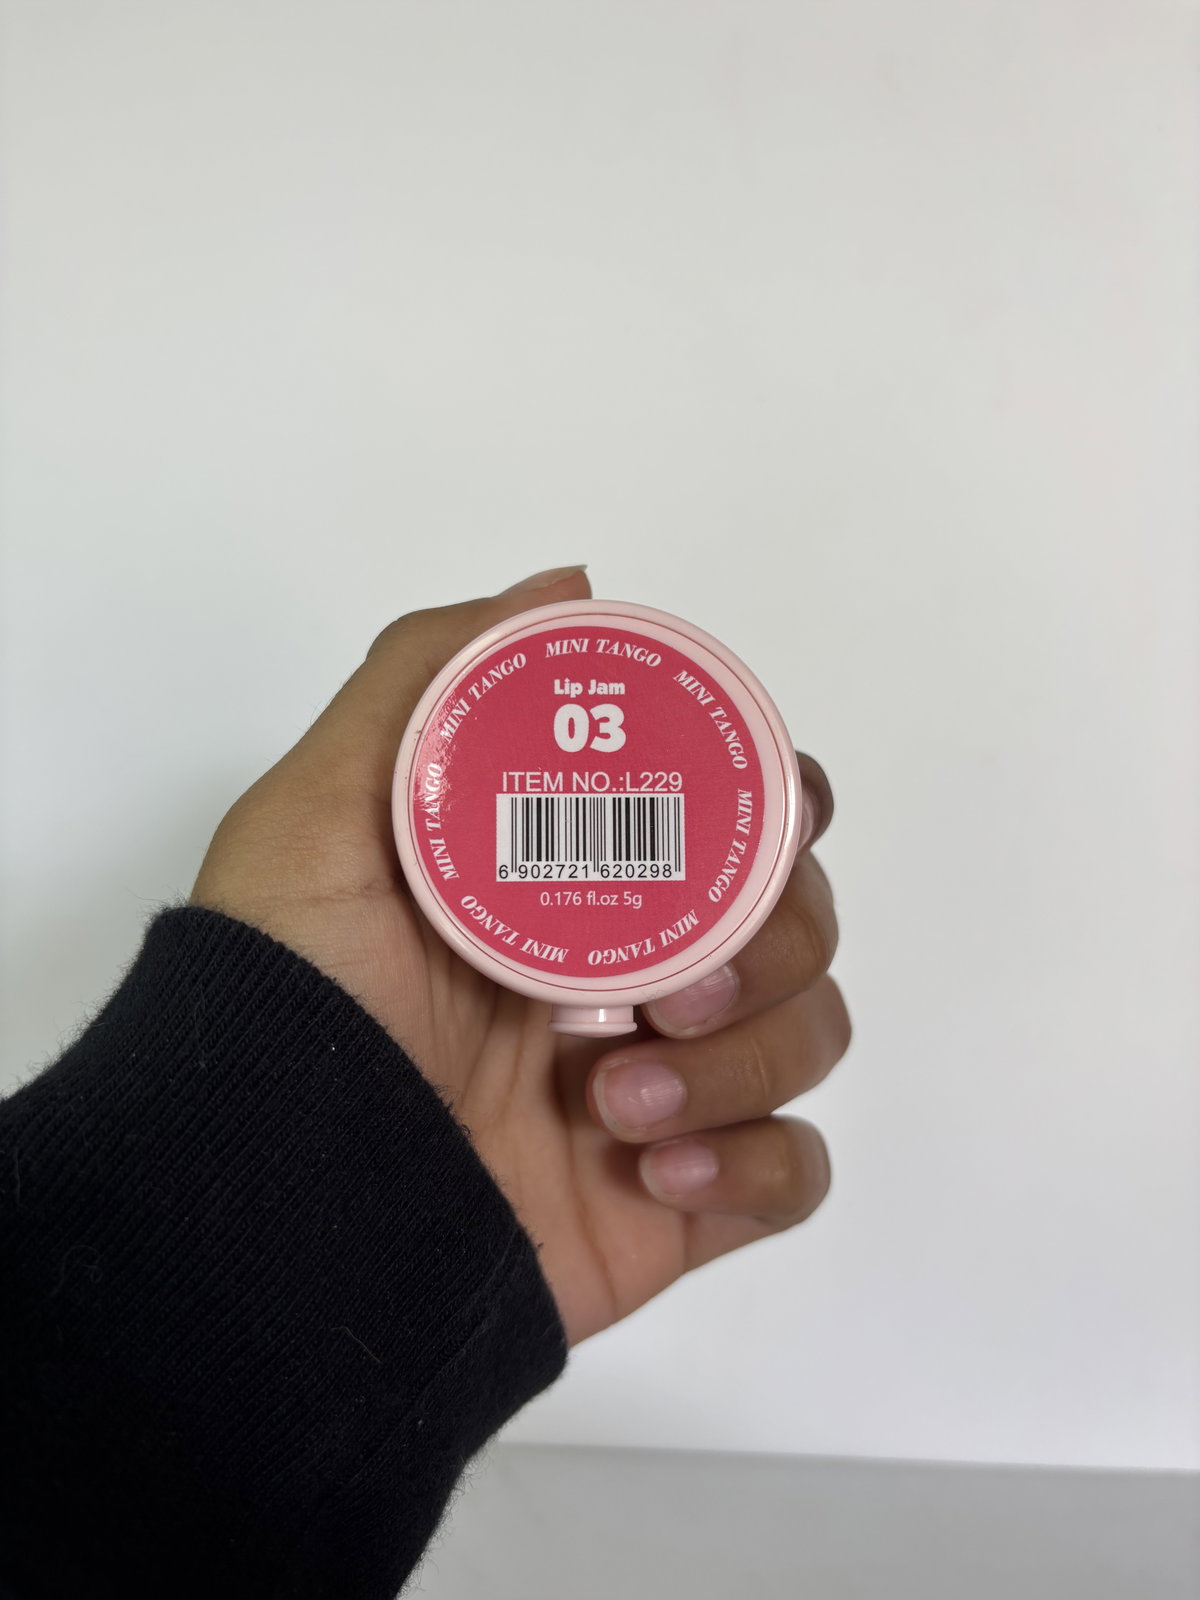 MINI TANGO MINI TANGO MINI TANGO MINI TANGO MINI TANGO MINI TANGO MINI TANGO MINI TANGO
Lip Jam
03
ITEM NO.:L229
6 902721 620298
0.176 fl.oz 5g